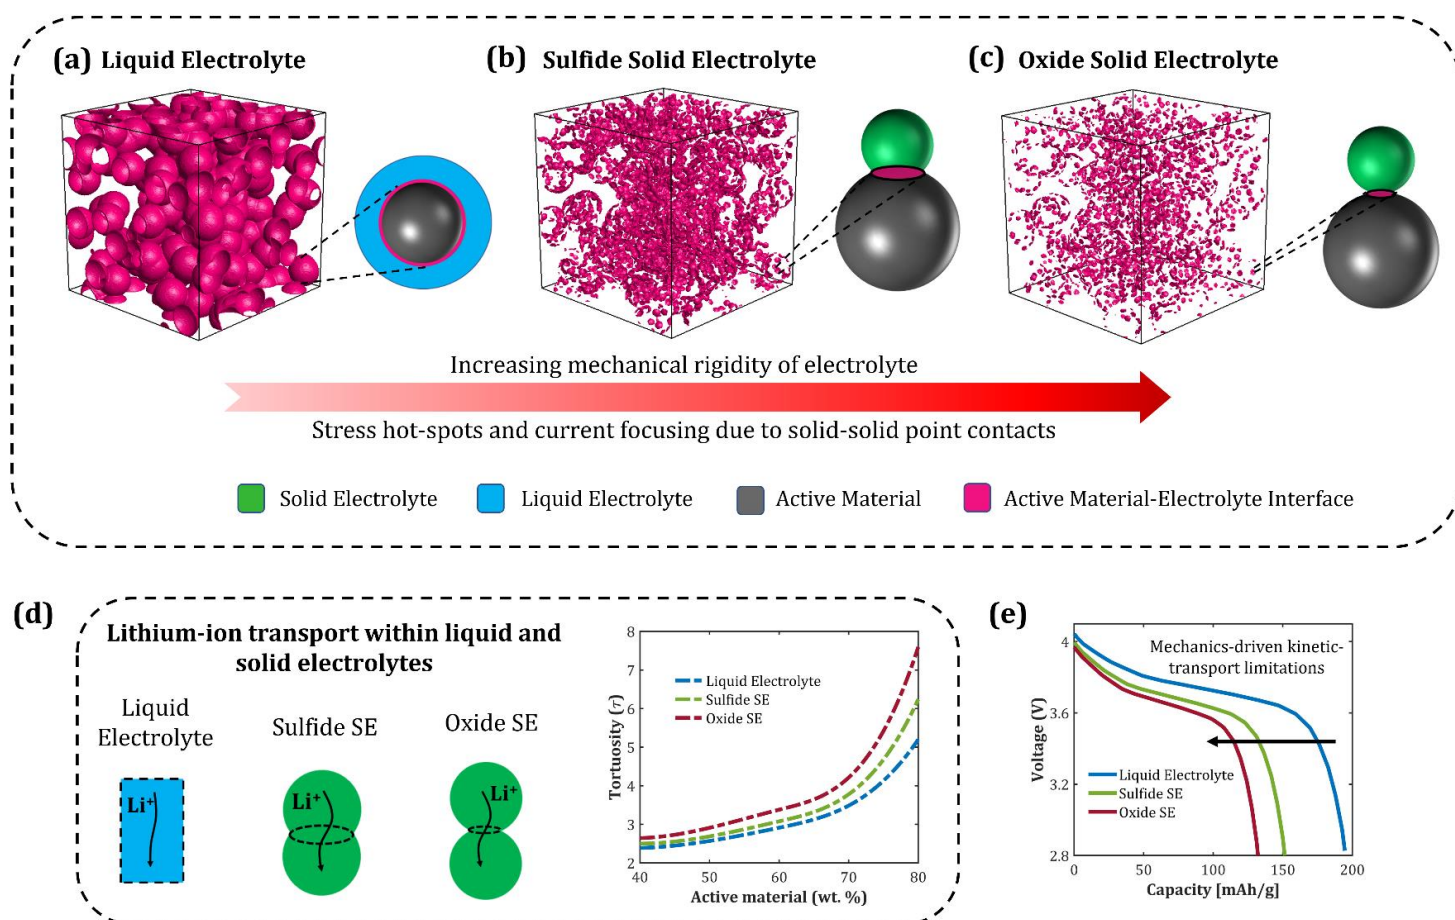 (a) Liquid Electrolyte
(b) Sulfide Solid Electrolyte
(c) Oxide Solid Electrolyte
Increasing mechanical rigidity of electrolyte
Stress hot-spots and current focusing due to solid-solid point contacts
Solid Electrolyte
Liquid Electrolyte
Active Material
Active Material-Electrolyte Interface
(d)
Lithium-ion transport within liquid and
solid electrolytes
Liquid
Electrolyte
Sulfide SE
Oxide SE
Li+
Li+
Li+
8
7
6
5
4
3
2
Tortuosity (τ)
Liquid Electrolyte
Sulfide SE
Oxide SE
40
50
60
70
80
Active material (wt. %)
(e)
Mechanics-driven kinetic-
transport limitations
4
3.6
3.2
2.8
Voltage (V)
Liquid Electrolyte
Sulfide SE
Oxide SE
0
50
100
150
200
Capacity [mAh/g]